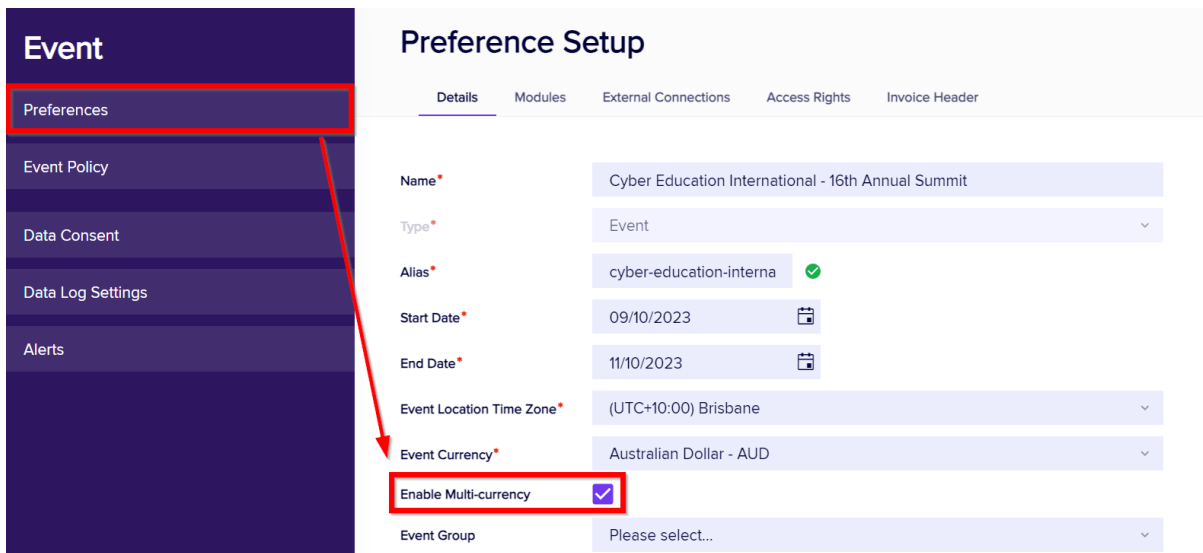 Event
Preferences
Event Policy
Data Consent
Data Log Settings
Alerts
Preference Setup
Details Modules External Connections Access Rights Invoice Header
Name* Cyber Education International - 16th Annual Summit
Type* Event
Alias* cyber-education-interna
Start Date* 09/10/2023
End Date* 11/10/2023
Event Location Time Zone* (UTC+10:00) Brisbane
Event Currency* Australian Dollar - AUD
Enable Multi-currency
Event Group Please select...